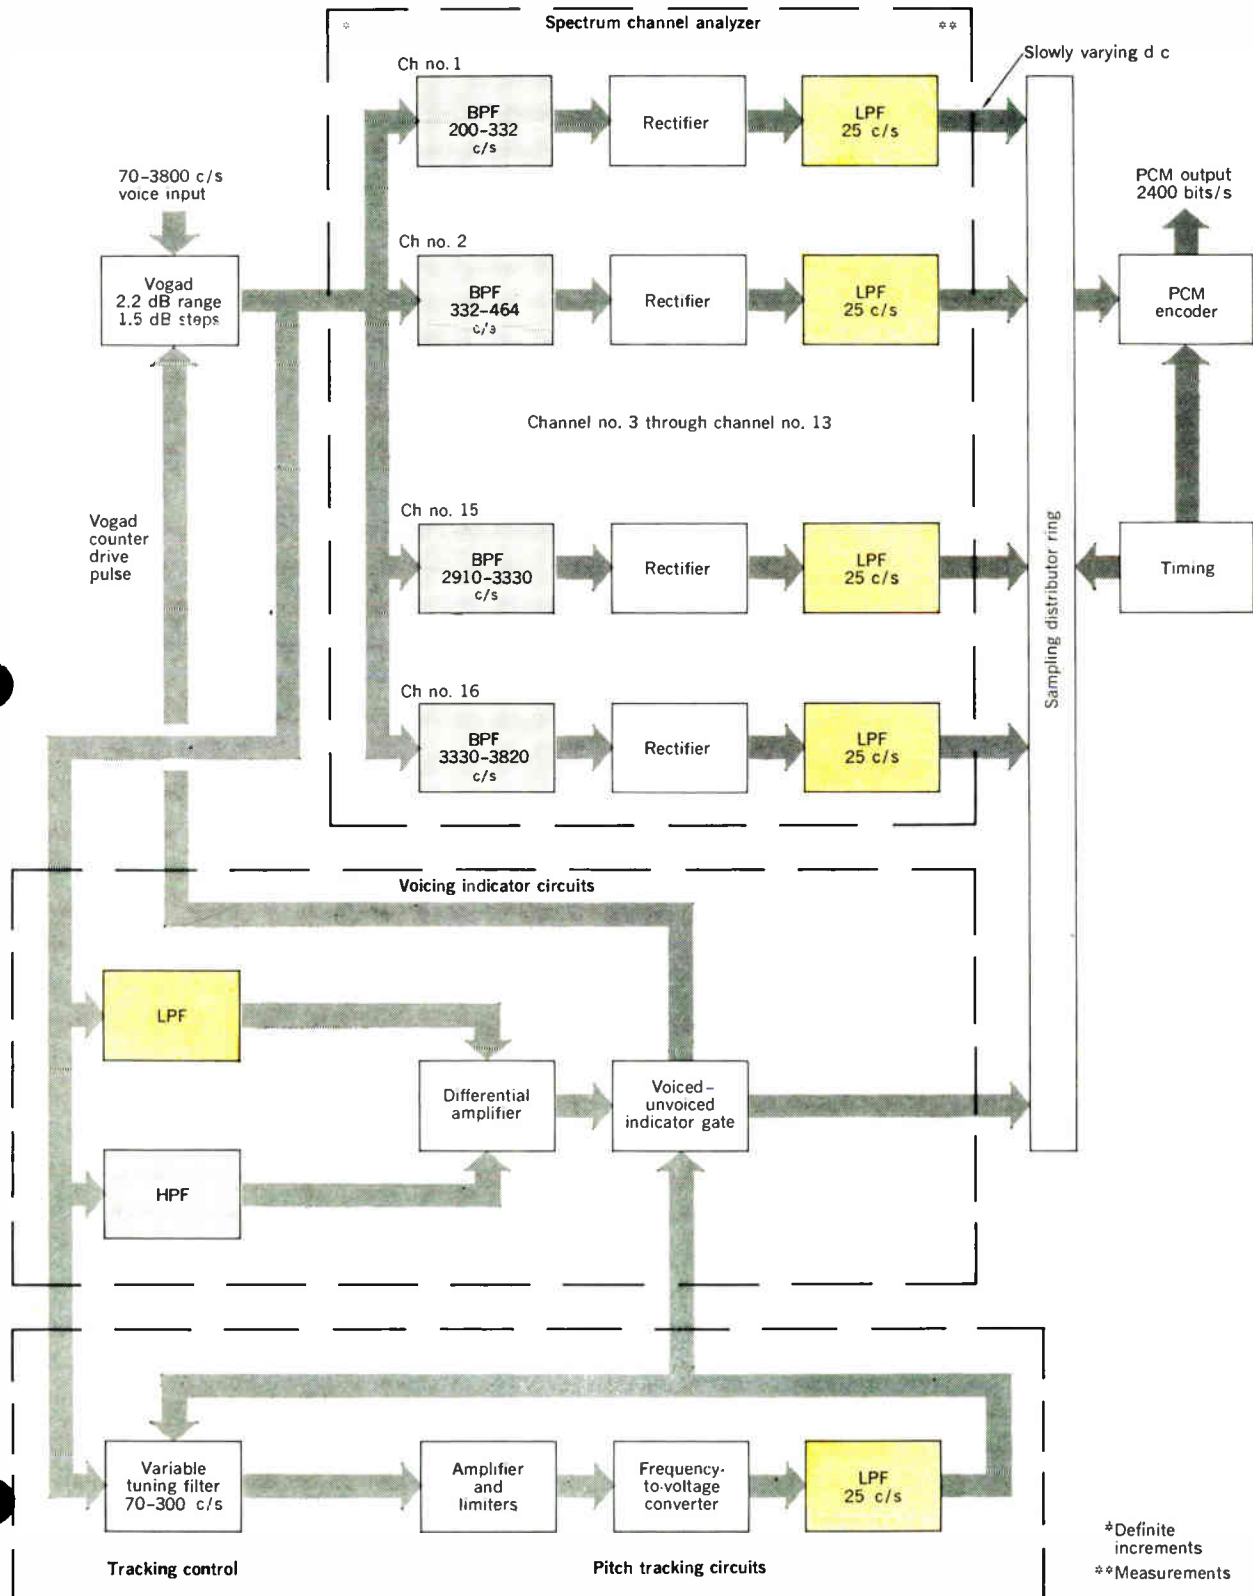 Spectrum channel analyzer
*
**
Slowly varying d c
Ch no. 1
BPF
200-332
c/s
Rectifier
LPF
25 c/s
70-3800 c/s
voice input
PCM output
2400 bits/s
Ch no. 2
Vogad
2.2 dB range
1.5 dB steps
BPF
332-464
c/s
Rectifier
LPF
25 c/s
PCM
encoder
Channel no. 3 through channel no. 13
Vogad
counter
drive
pulse
Ch no. 15
BPF
2910-3330
c/s
Rectifier
LPF
25 c/s
Sampling distributor ring
Timing
Ch no. 16
BPF
3330-3820
c/s
Rectifier
LPF
25 c/s
Voicing indicator circuits
LPF
Differential
amplifier
Voiced-
unvoiced
indicator gate
HPF
Variable
tuning filter
70-300 c/s
Amplifier
and
limiters
Frequency-
to-voltage
converter
LPF
25 c/s
Tracking control
Pitch tracking circuits
*Definite
increments
**Measurements